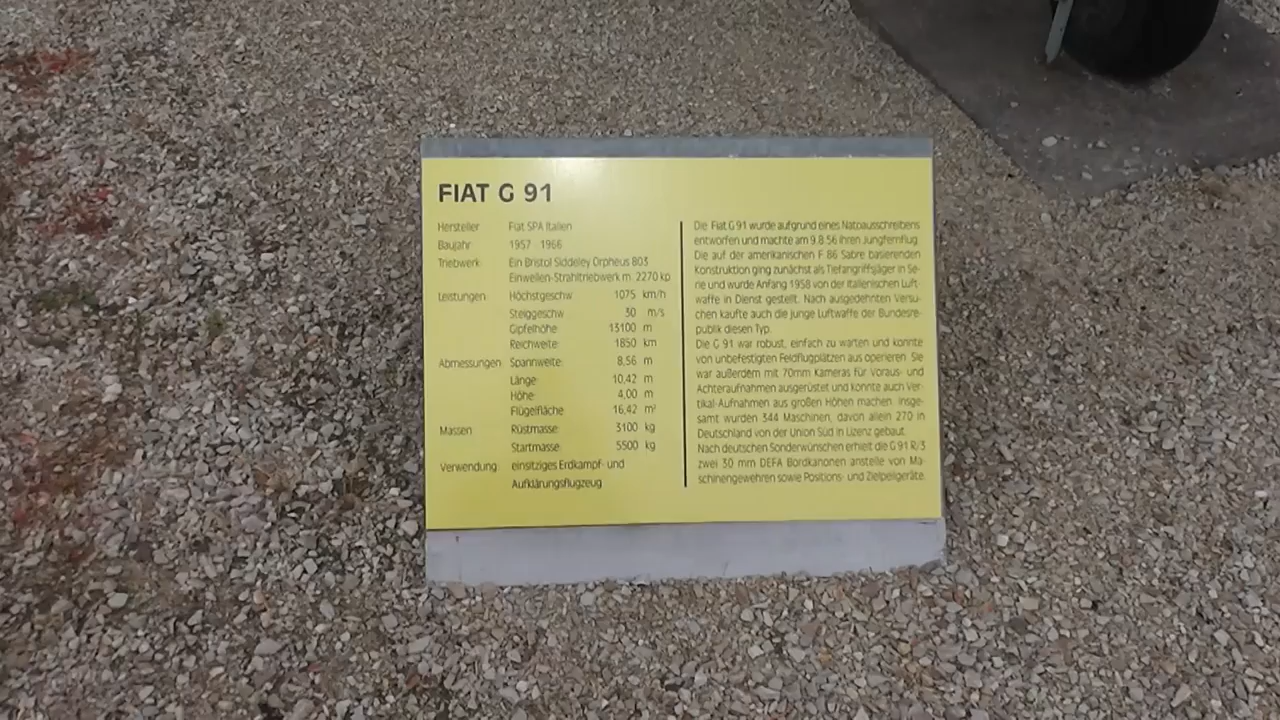 FIAT G 91
Hersteller Fiat SPA Italien
Baujahr 1957 - 1966
Triebwerk Ein Bristol Siddeley Orpheus 803
Einwellen-Strahltriebwerk m. 2270 kp
Leistungen Höchstgeschw. 1075 km/h
Steiggeschw. 30 m/s
Gipfelhöhe 13100 m
Reichweite: 1850 km
Abmessungen Spannweite: 8,56 m
Länge: 10,42 m
Höhe: 4,00 m
Flügelfläche 16,42 m²
Massen: Rüstmasse: 3100 kg
Startmasse: 5500 kg
Verwendung: einsitziges Erdkampf- und
Aufklärungsflugzeug
Die Fiat G 91 wurde aufgrund eines Natoausschreibens
entworfen und machte am 9.8.56 ihren Jungfernflug.
Die auf der amerikanischen F 86 Sabre basierenden
Konstruktion ging zunächst als Tiefangriffsjäger in Se-
rie und wurde Anfang 1958 von der italienischen Luft-
waffe in Dienst gestellt. Nach ausgedehnten Versu-
chen kaufte auch die junge Luftwaffe der Bundesre-
publik diesen Typ.
Die G 91 war robust, einfach zu warten und konnte
von unbefestigten Feldflugplätzen aus operieren. Sie
war außerdem mit 70mm Kameras für Voraus- und
Achteraufnahmen ausgerüstet und konnte auch Ver-
tikal-Aufnahmen aus großen Höhen machen. Insge-
samt wurden 344 Maschinen, davon allein 270 in
Deutschland von der Union Süd in Lizenz gebaut.
Nach deutschen Sonderwünschen erhielt die G 91 R/3
zwei 30 mm DEFA Bordkanonen anstelle von Ma-
schinengewehren sowie Positions- und Zielpeilgeräte.